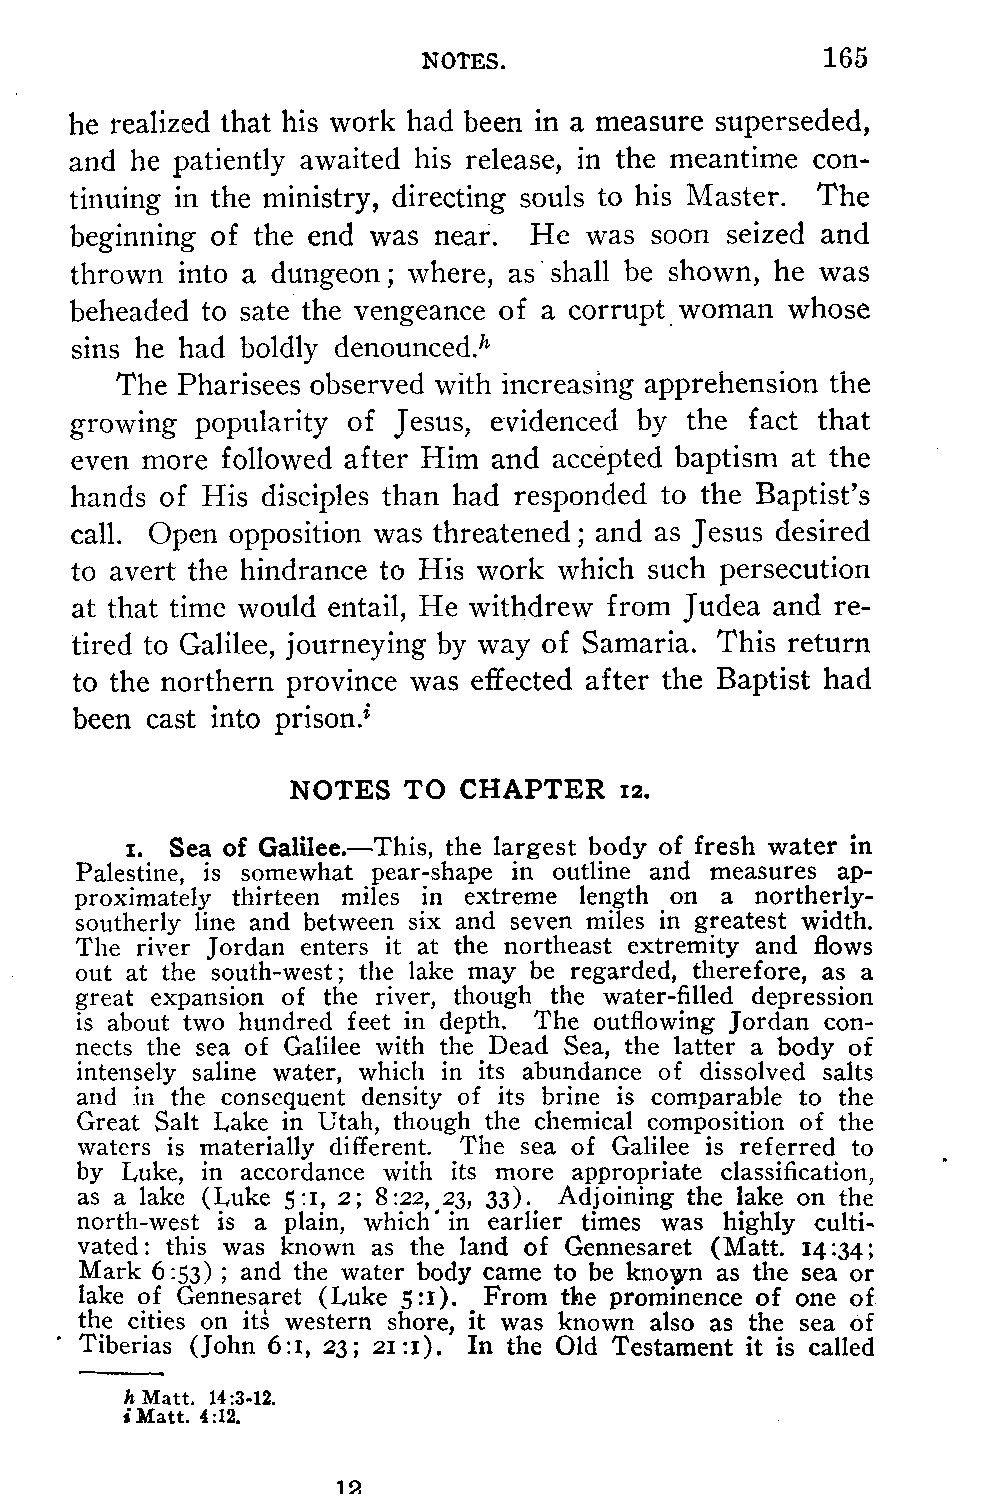 NOTES. 165
he realized that his work had been in a measure superseded,
and he patiently awaited his release, in the meantime con-
tinuing in the ministry, directing souls to his Master. The
beginning of the end was near. He was soon seized and
thrown into a dungeon; where, as shall be shown, he was
beheaded to sate the vengeance of a corrupt woman whose
sins he had boldly denounced.h
The Pharisees observed with increasing apprehension the
growing popularity of Jesus, evidenced by the fact that
even more followed after Him and accepted baptism at the
hands of His disciples than had responded to the Baptist's
call. Open opposition was threatened; and as Jesus desired
to avert the hindrance to His work which such persecution
at that time would entail, He withdrew from Judea and re-
tired to Galilee, journeying by way of Samaria. This return
to the northern province was effected after the Baptist had
been cast into prison.i
NOTES TO CHAPTER 12.
1. Sea of Galilee.—This, the largest body of fresh water in
Palestine, is somewhat pear-shape in outline and measures ap-
proximately thirteen miles in extreme length on a northerly-
southerly line and between six and seven miles in greatest width.
The river Jordan enters it at the northeast extremity and flows
out at the south-west; the lake may be regarded, therefore, as a
great expansion of the river, though the water-filled depression
is about two hundred feet in depth. The outflowing Jordan con-
nects the sea of Galilee with the Dead Sea, the latter a body of
intensely saline water, which in its abundance of dissolved salts
and in the consequent density of its brine is comparable to the
Great Salt Lake in Utah, though the chemical composition of the
waters is materially different. The sea of Galilee is referred to
by Luke, in accordance with its more appropriate classification,
as a lake (Luke 5:1, 2; 8:22, 23, 33). Adjoining the lake on the
north-west is a plain, which in earlier times was highly culti-
vated: this was known as the land of Gennesaret (Matt. 14:34;
Mark 6:53); and the water body came to be known as the sea or
lake of Gennesaret (Luke 5:1). From the prominence of one of
the cities on its western shore, it was known also as the sea of
Tiberias (John 6:1, 23; 21:1). In the Old Testament it is called
h Matt. 14:3-12.
i Matt. 4:12.
12